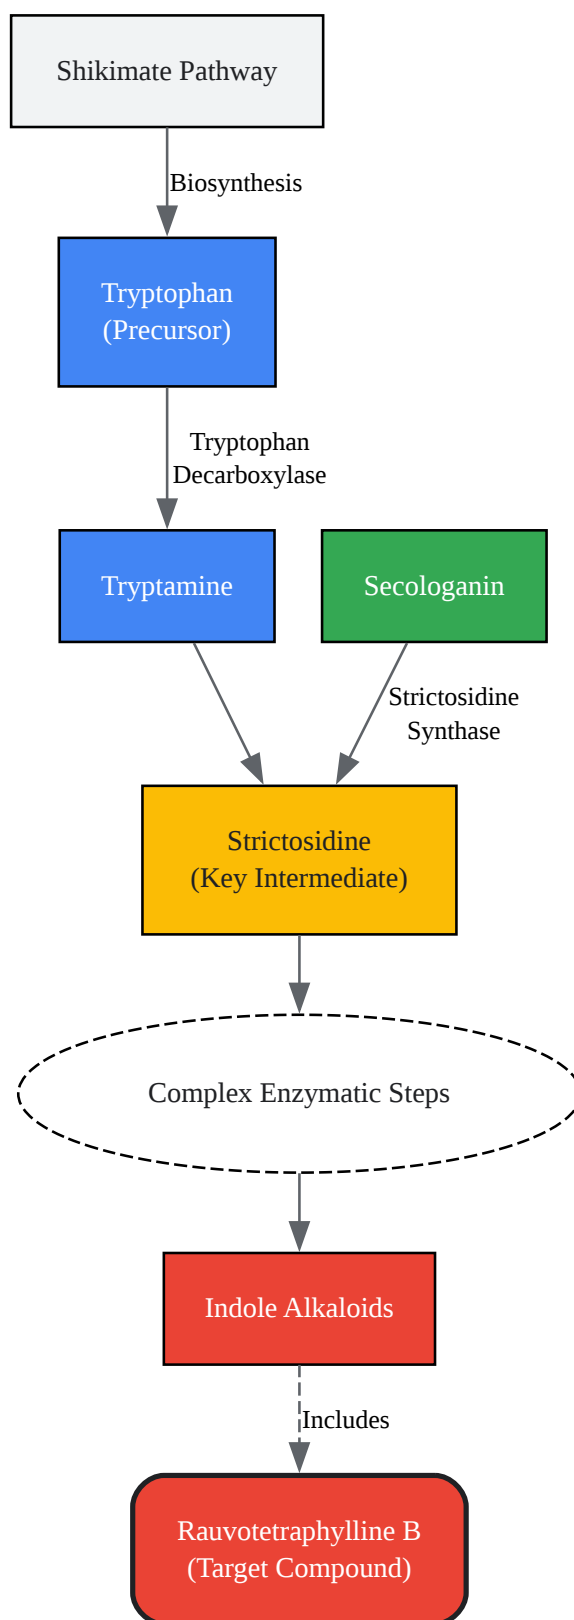 Shikimate Pathway
Biosynthesis
Tryptophan
(Precursor)
Tryptophan
Decarboxylase
Tryptamine
Secologanin
Strictosidine
Synthase
Strictosidine
(Key Intermediate)
Complex Enzymatic Steps
Indole Alkaloids
Includes
Rauvotetraphylline B
(Target Compound)